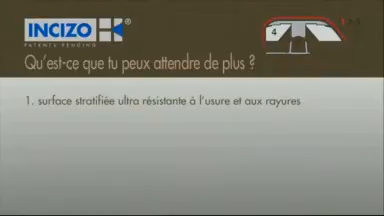 INCIZO ®
PATENTS PENDING
4
1
Qu'est-ce que tu peux attendre de plus ?
1. surface stratifiée ultra résistante à l'usure et aux rayures